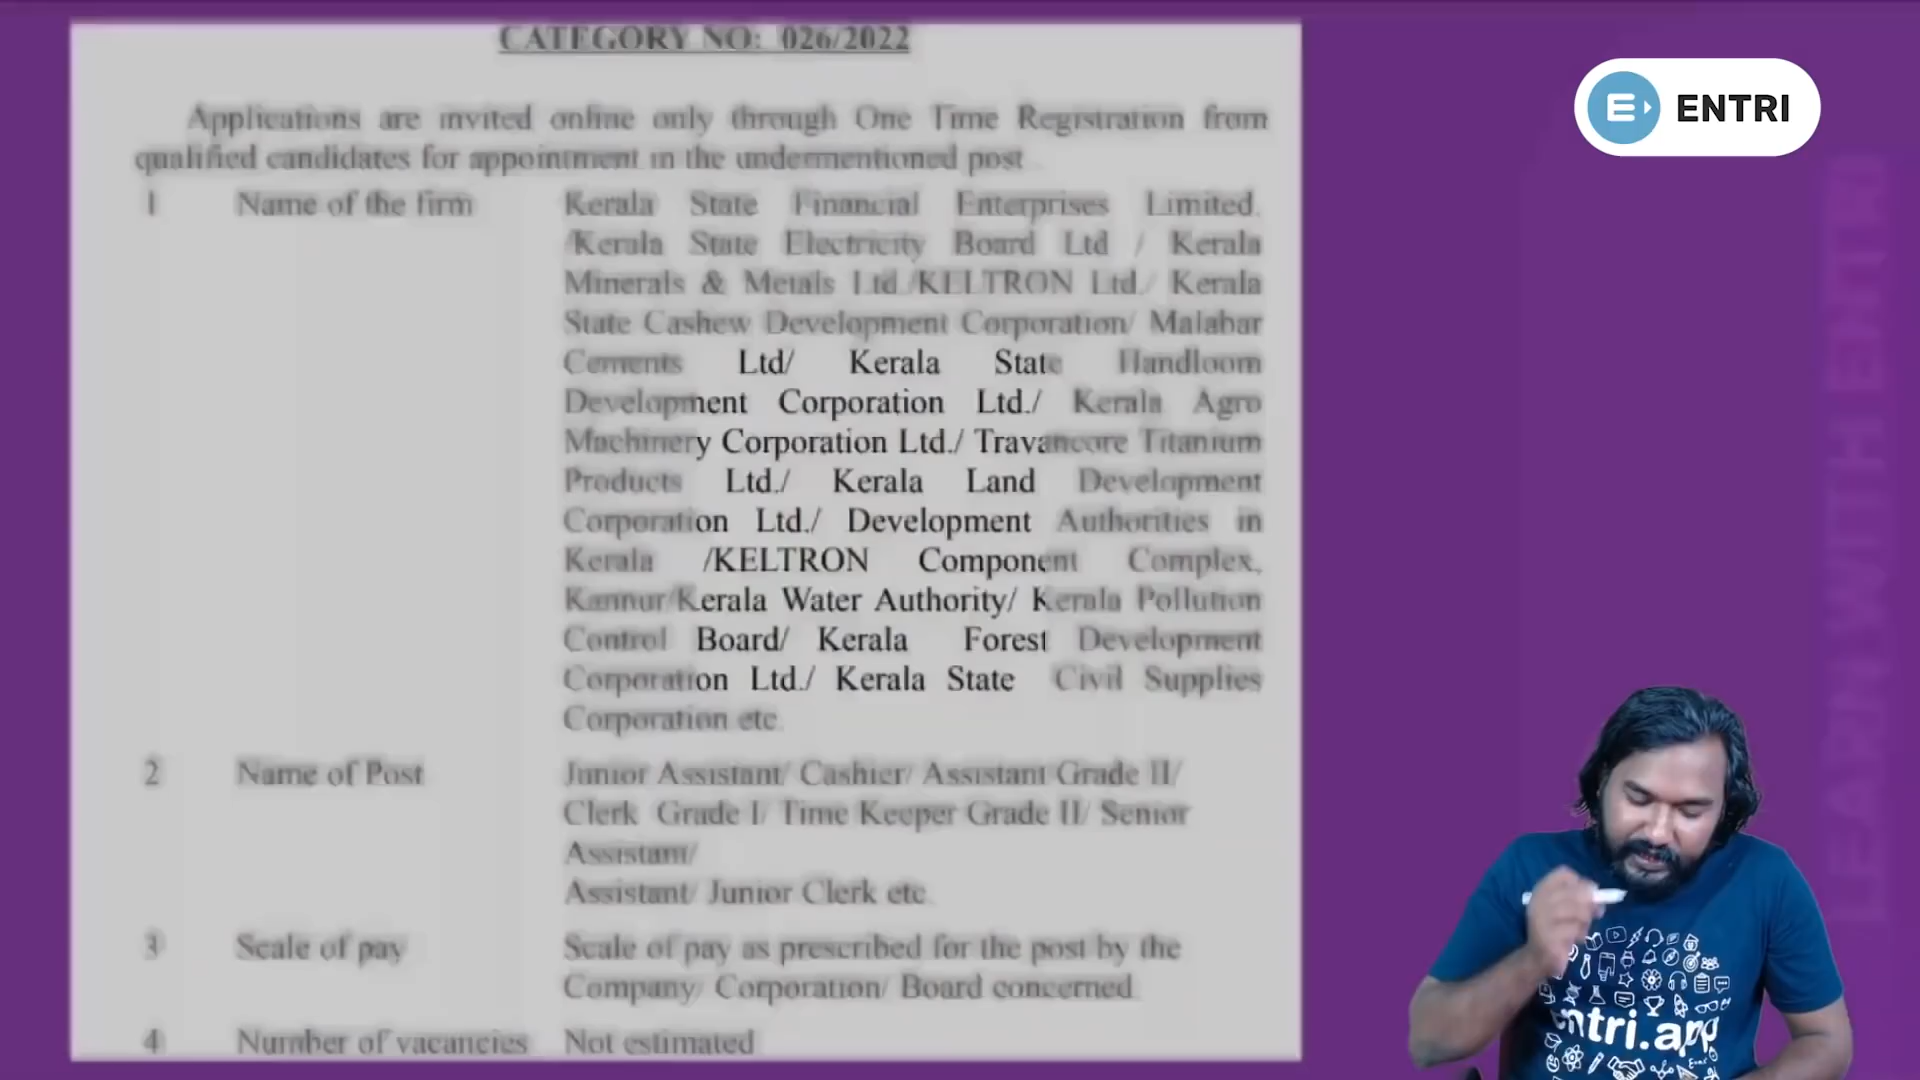 CATEGORY NO: 026/2022
ENTRI
Applications are invited online only through One Time Registration from
qualified candidates for appointment in the undermentioned post
1 Name of the firm Kerala State Financial Enterprises Limited.
/Kerala State Electricity Board Ltd / Kerala
Minerals & Metals Ltd./KELTRON Ltd./ Kerala
State Cashew Development Corporation/ Malabar
Cements Ltd/ Kerala State Handloom
Development Corporation Ltd./ Kerala Agro
Machinery Corporation Ltd./ Travancore Titanium
Products Ltd./ Kerala Land Development
Corporation Ltd./ Development Authorities in
Kerala /KELTRON Component Complex,
Kannur/Kerala Water Authority/ Kerala Pollution
Control Board/ Kerala Forest Development
Corporation Ltd./ Kerala State Civil Supplies
Corporation etc.
2 Name of Post Junior Assistant/ Cashier/ Assistant Grade II/
Clerk Grade I/ Time Keeper Grade II/ Senior
Assistant/
Assistant/ Junior Clerk etc.
3 Scale of pay Scale of pay as prescribed for the post by the
Company/ Corporation/ Board concerned
4 Number of vacancies Not estimated
LEARN WITH ENTRI
entri.app